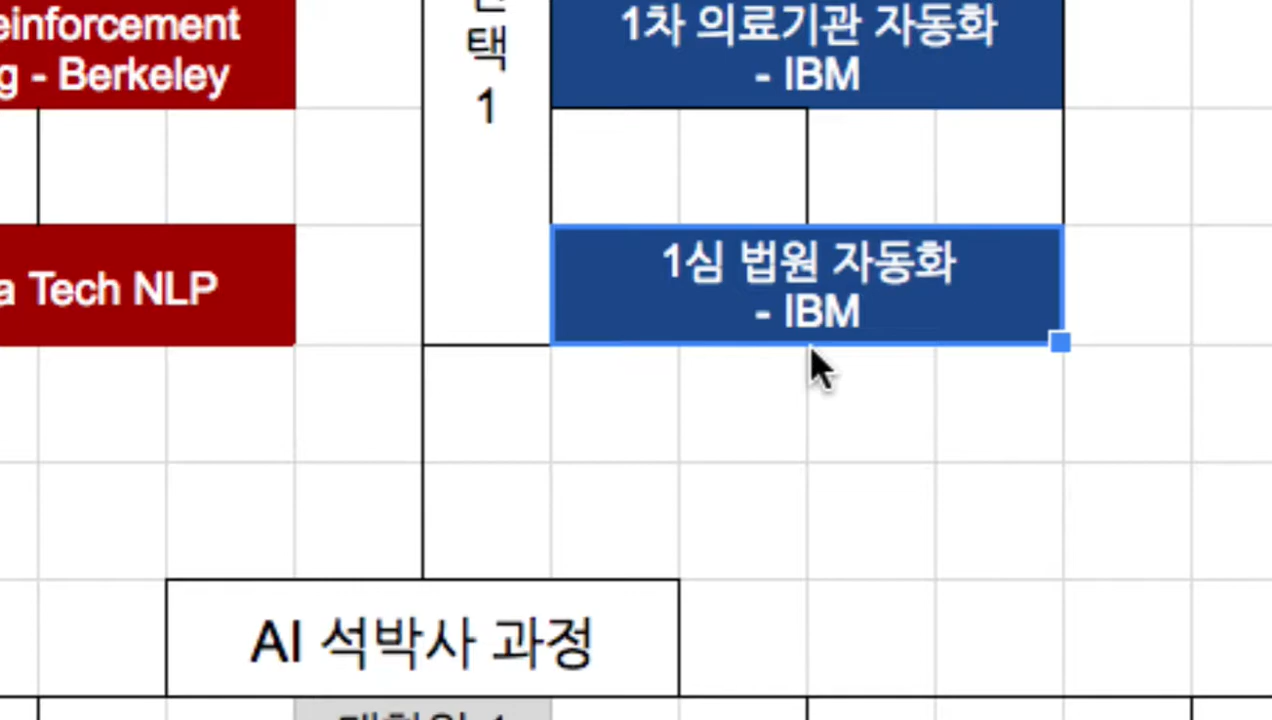 einforcement
g - Berkeley
택
1
1차 의료기관 자동화
- IBM
a Tech NLP
1심 법원 자동화
- IBM
AI 석박사 과정